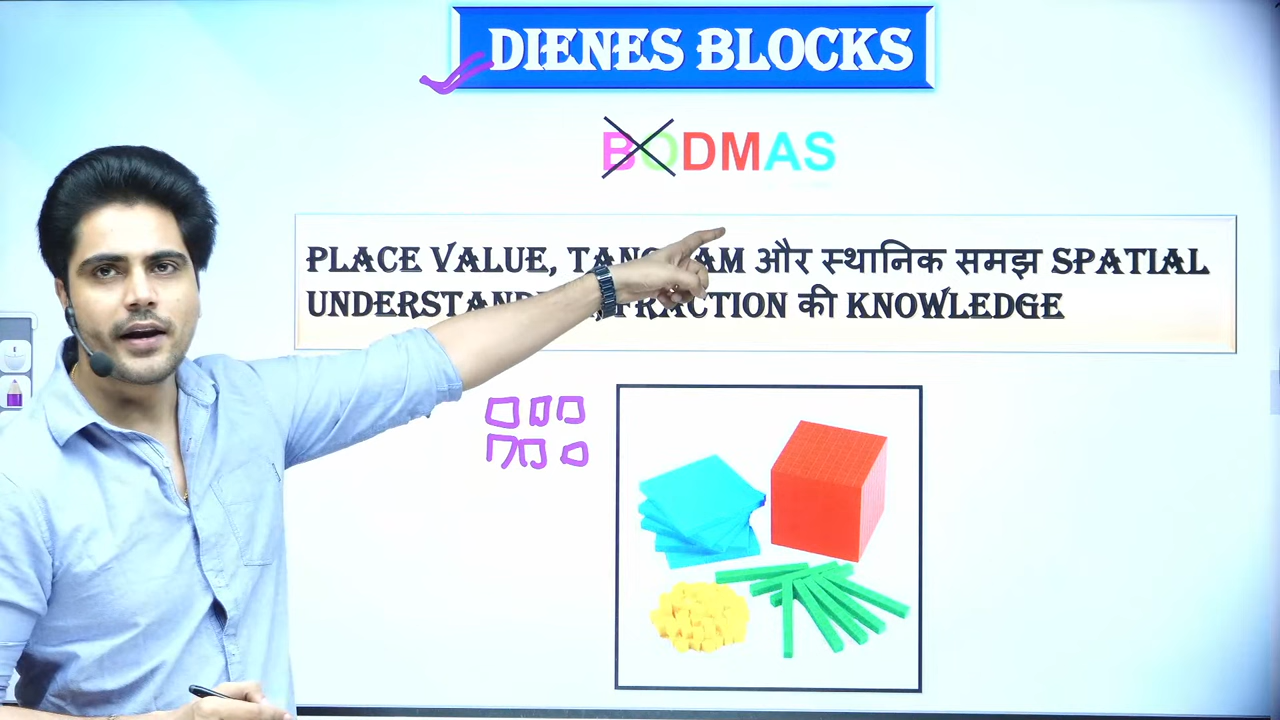 DIENES BLOCKS
BODMAS
PLACE VALUE, और स्थानिक समझ SPATIAL
FRACTION की KNOWLEDGE